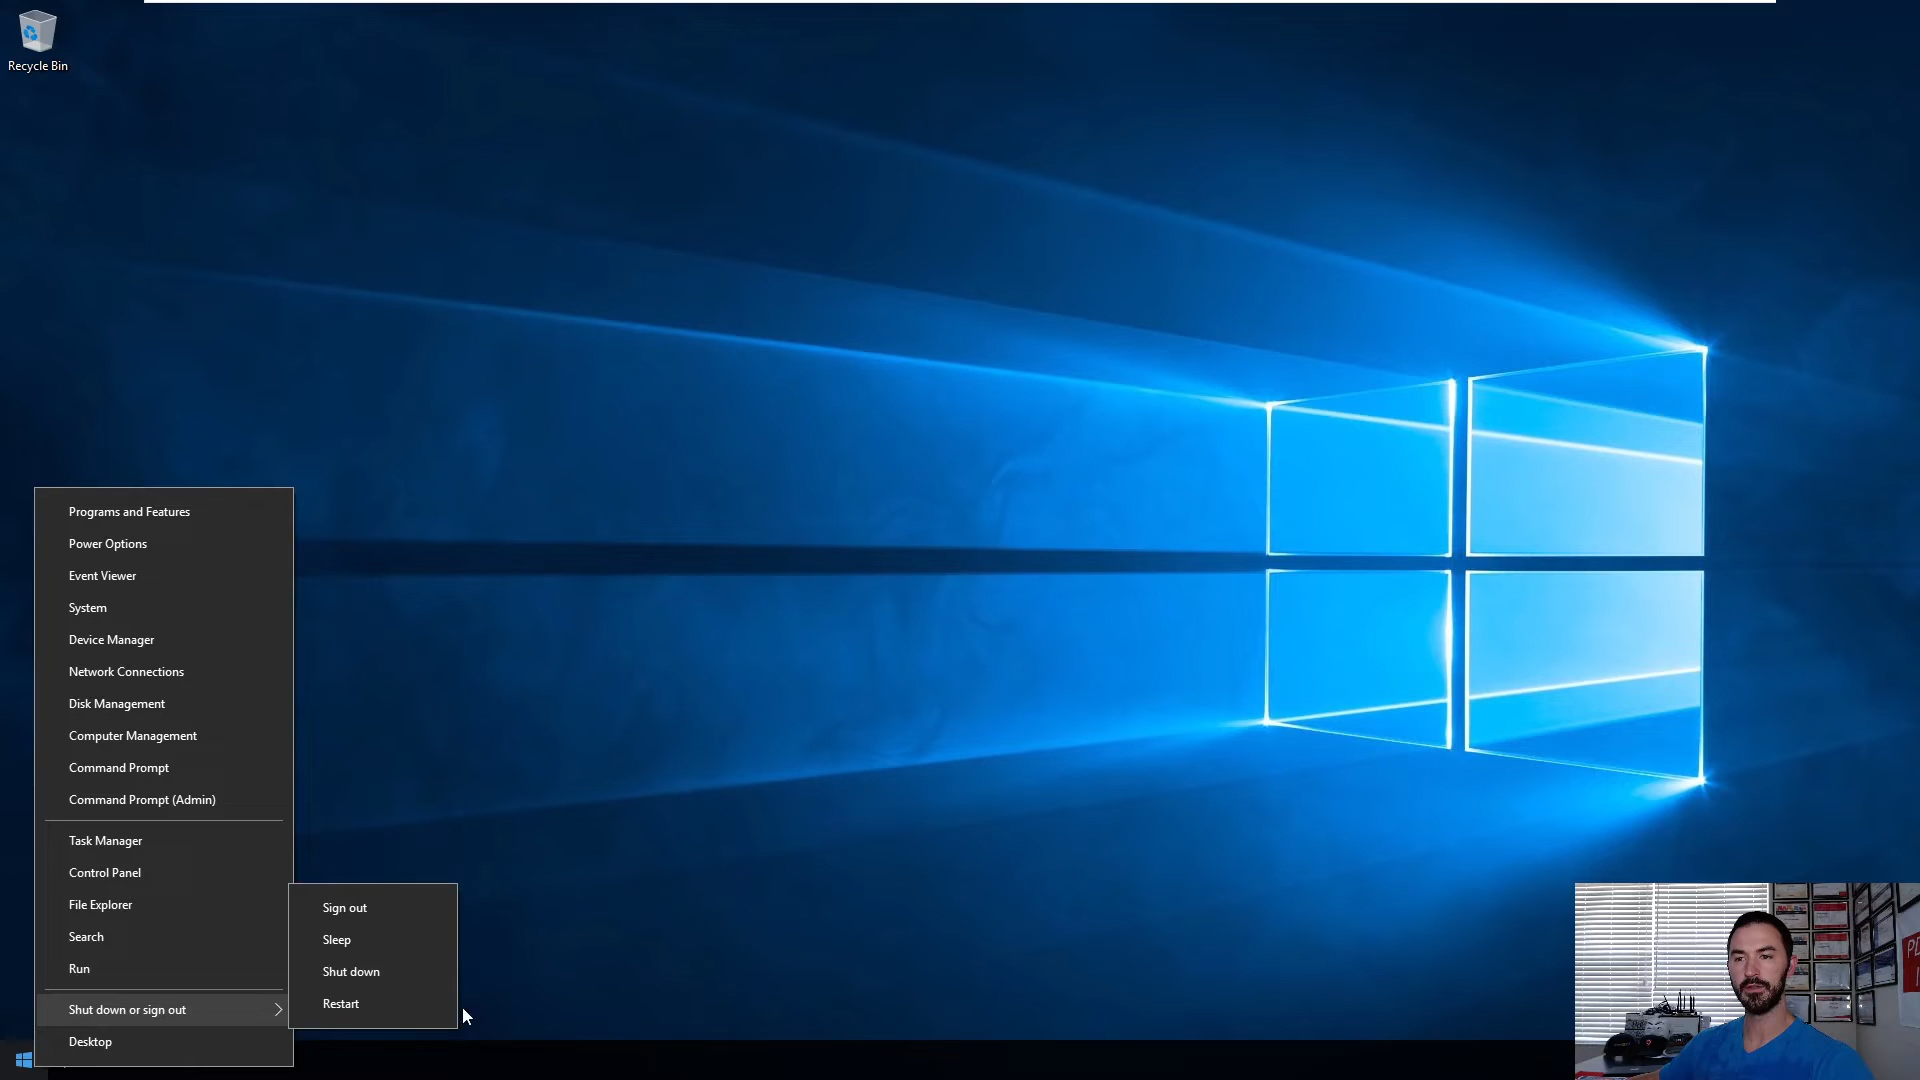 Recycle Bin
Programs and Features
Power Options
Event Viewer
System
Device Manager
Network Connections
Disk Management
Computer Management
Command Prompt
Command Prompt (Admin)
Task Manager
Control Panel
File Explorer
Search
Run
Shut down or sign out
Desktop
Sign out
Sleep
Shut down
Restart